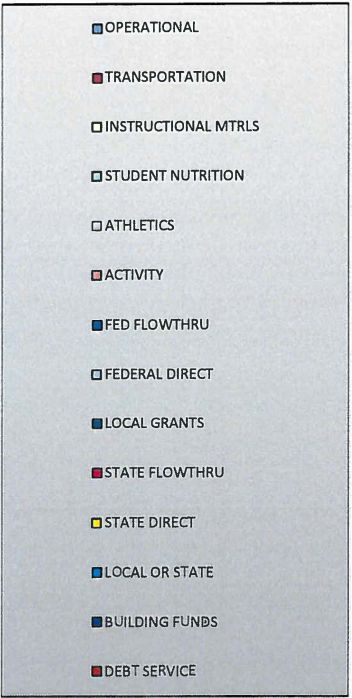 OPERATIONAL
TRANSPORTATION
INSTRUCTIONAL MTRLS
STUDENT NUTRITION
ATHLETICS
ACTIVITY
FED FLOWTHRU
FEDERAL DIRECT
LOCAL GRANTS
STATE FLOWTHRU
STATE DIRECT
LOCAL OR STATE
BUILDING FUNDS
DEBT SERVICE